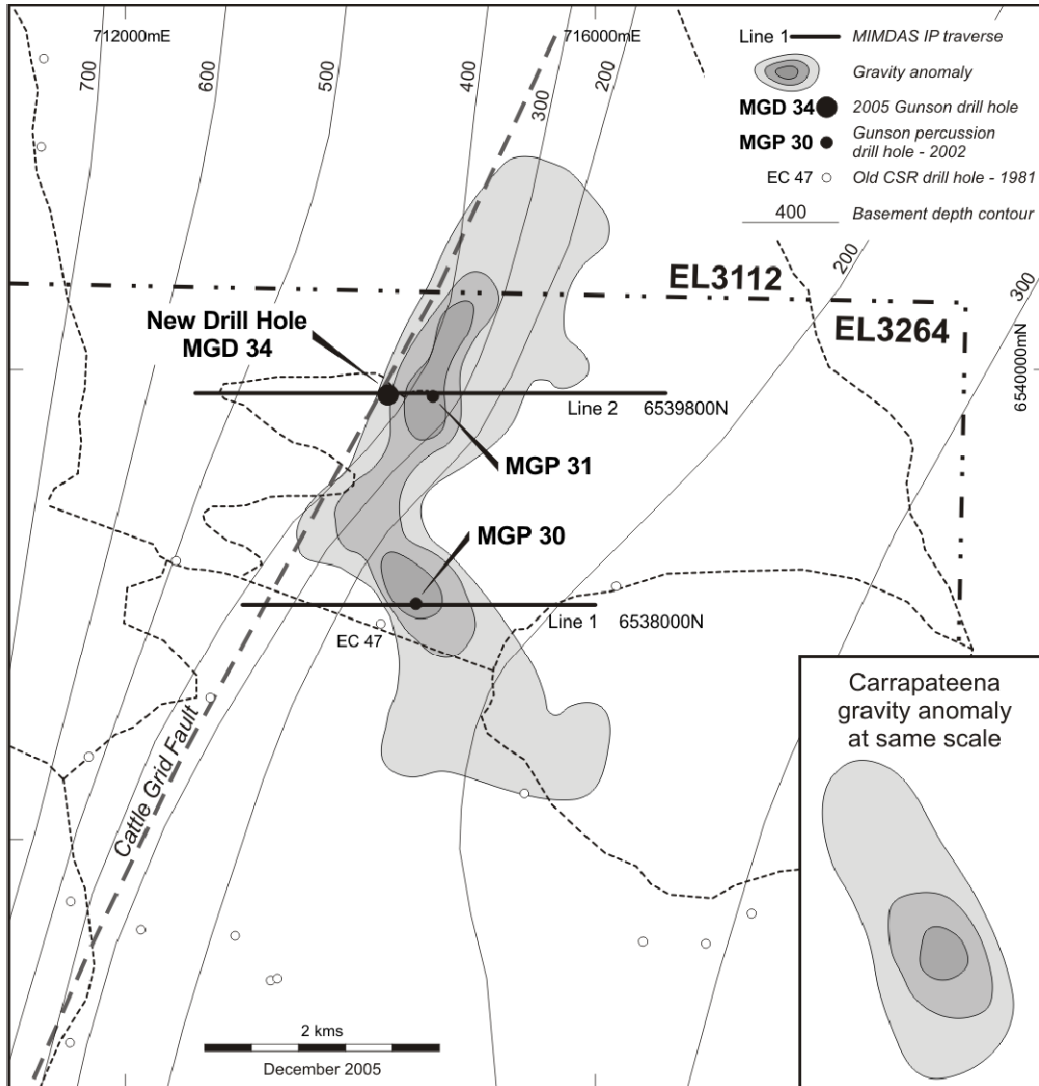 712000mE
716000mE
700
600
500
400
300
200
Line 1 MIMDAS IP traverse
Gravity anomaly
MGD 34 2005 Gunson drill hole
MGP 30 Gunson percussion
drill hole - 2002
EC 47 Old CSR drill hole - 1981
400 Basement depth contour
200
300
EL3112
EL3264
6540000mN
New Drill Hole
MGD 34
Line 2 6539800N
MGP 31
MGP 30
Line 1 6538000N
EC 47
Cattle Grid Fault
Carrapateena
gravity anomaly
at same scale
2 kms
December 2005